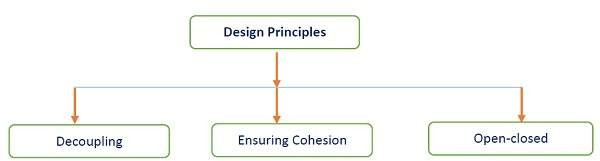 Design Principles
Decoupling
Ensuring Cohesion
Open-closed